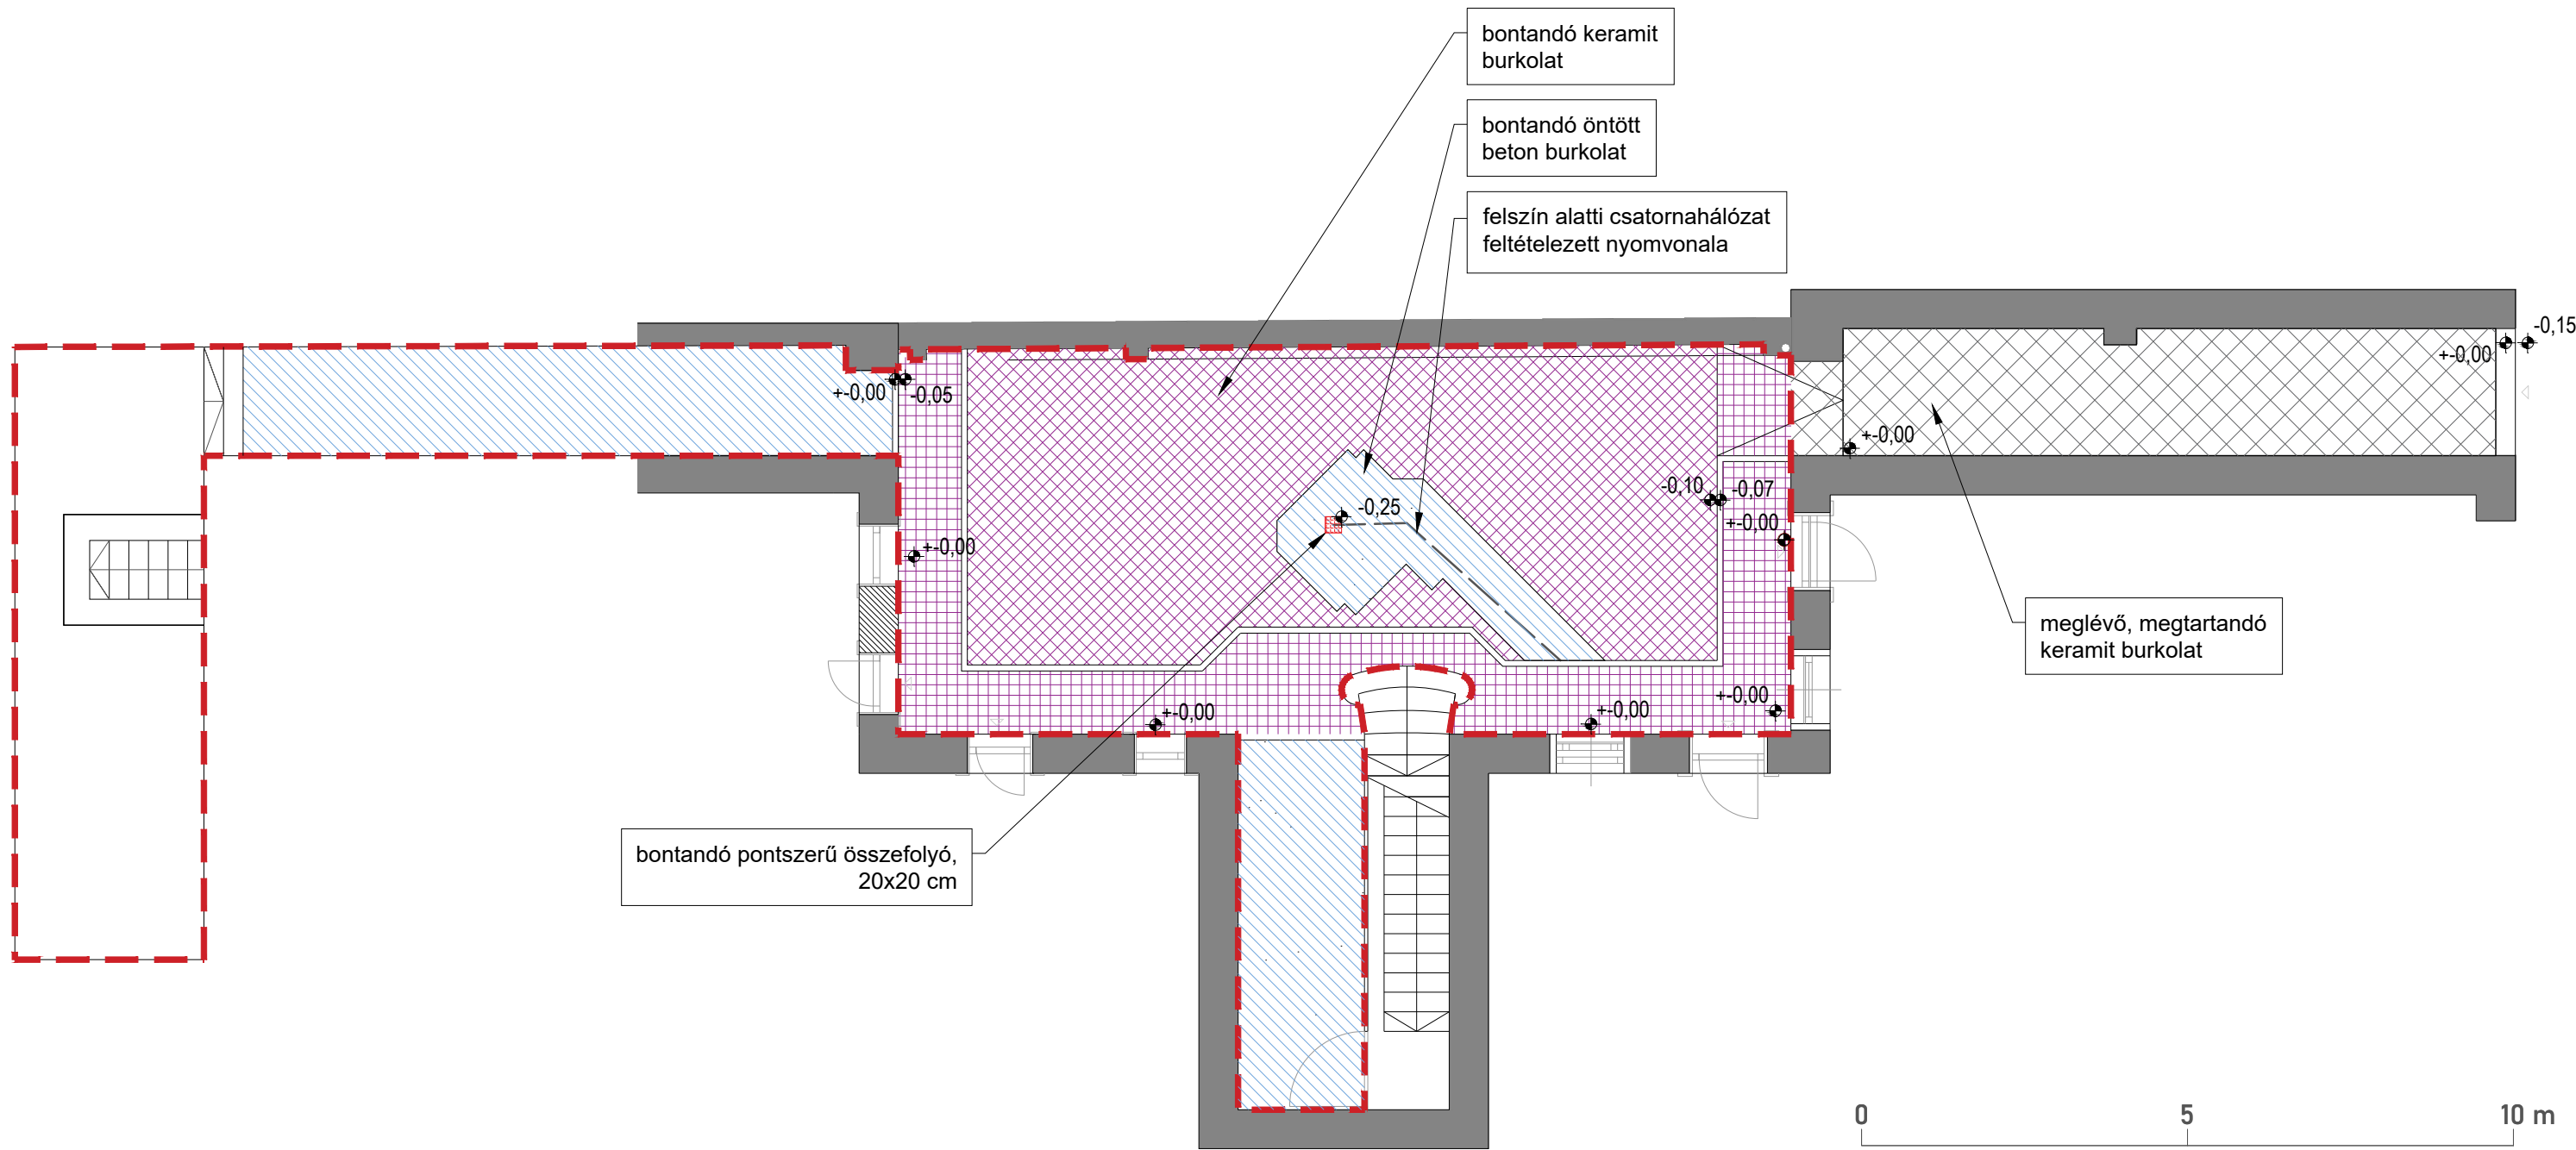 bontandó keramit
burkolat
bontandó öntött
beton burkolat
felszín alatti csatornahálózat
feltételezett nyomvonala
-0,15
+-0,00
+-0,00
-0,05
+-0,00
-0,10
-0,07
-0,25
+-0,00
+-0,00
meglévő, megtartandó
keramit burkolat
+-0,00
+-0,00
+-0,00
bontandó pontszerű összefolyó,
20x20 cm
0
5
10 m